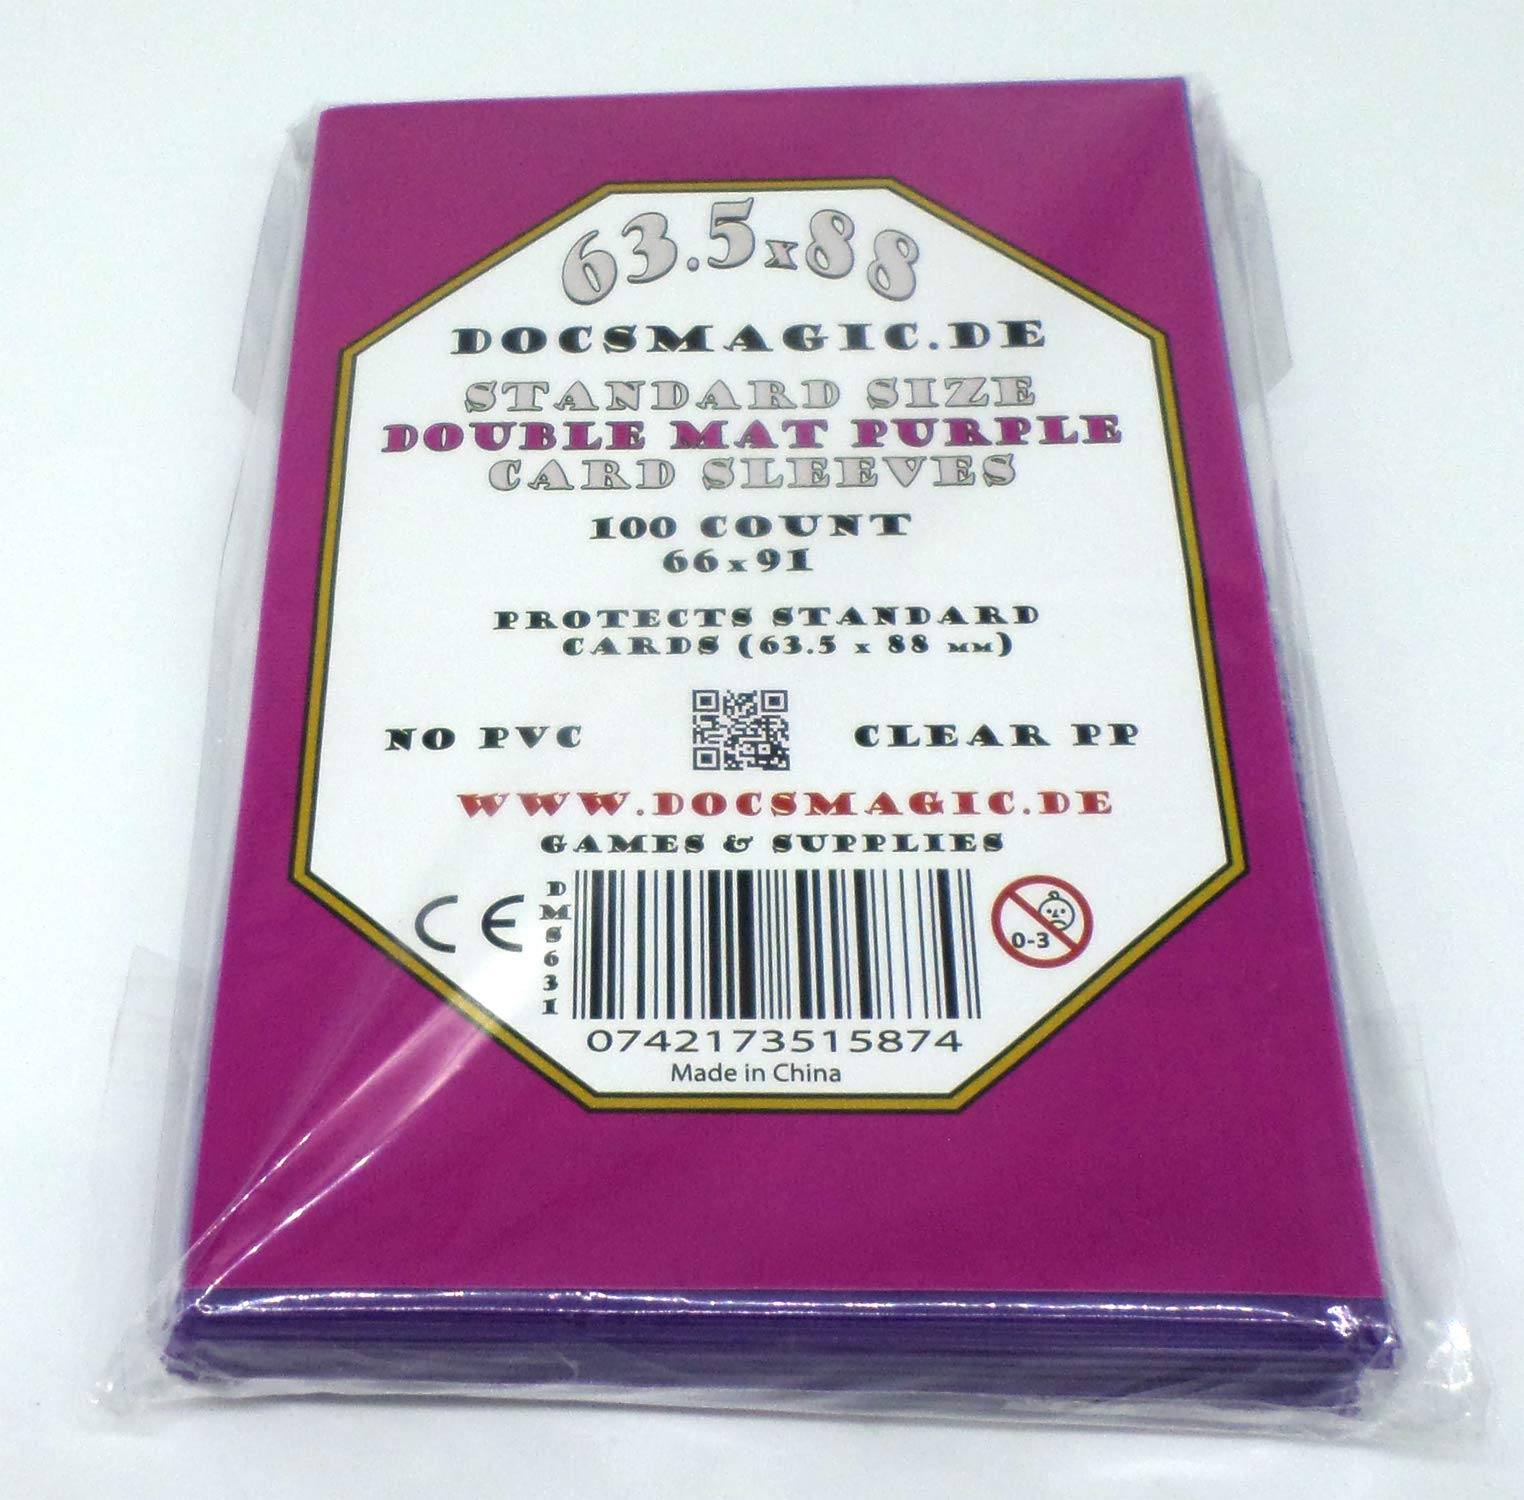 63.5x88
DOCSMAGIC.DE
STANDARD SIZE
DOUBLE MAT PURPLE
CARD SLEEVES
100 COUNT
66x91
PROTECTS STANDARD
CARDS (63.5 x 88 MM)
NO PVC CLEAR PP
WWW.DOCSMAGIC.DE
GAMES & SUPPLIES
CE
DMS631
0-3
0742173515874
Made in China